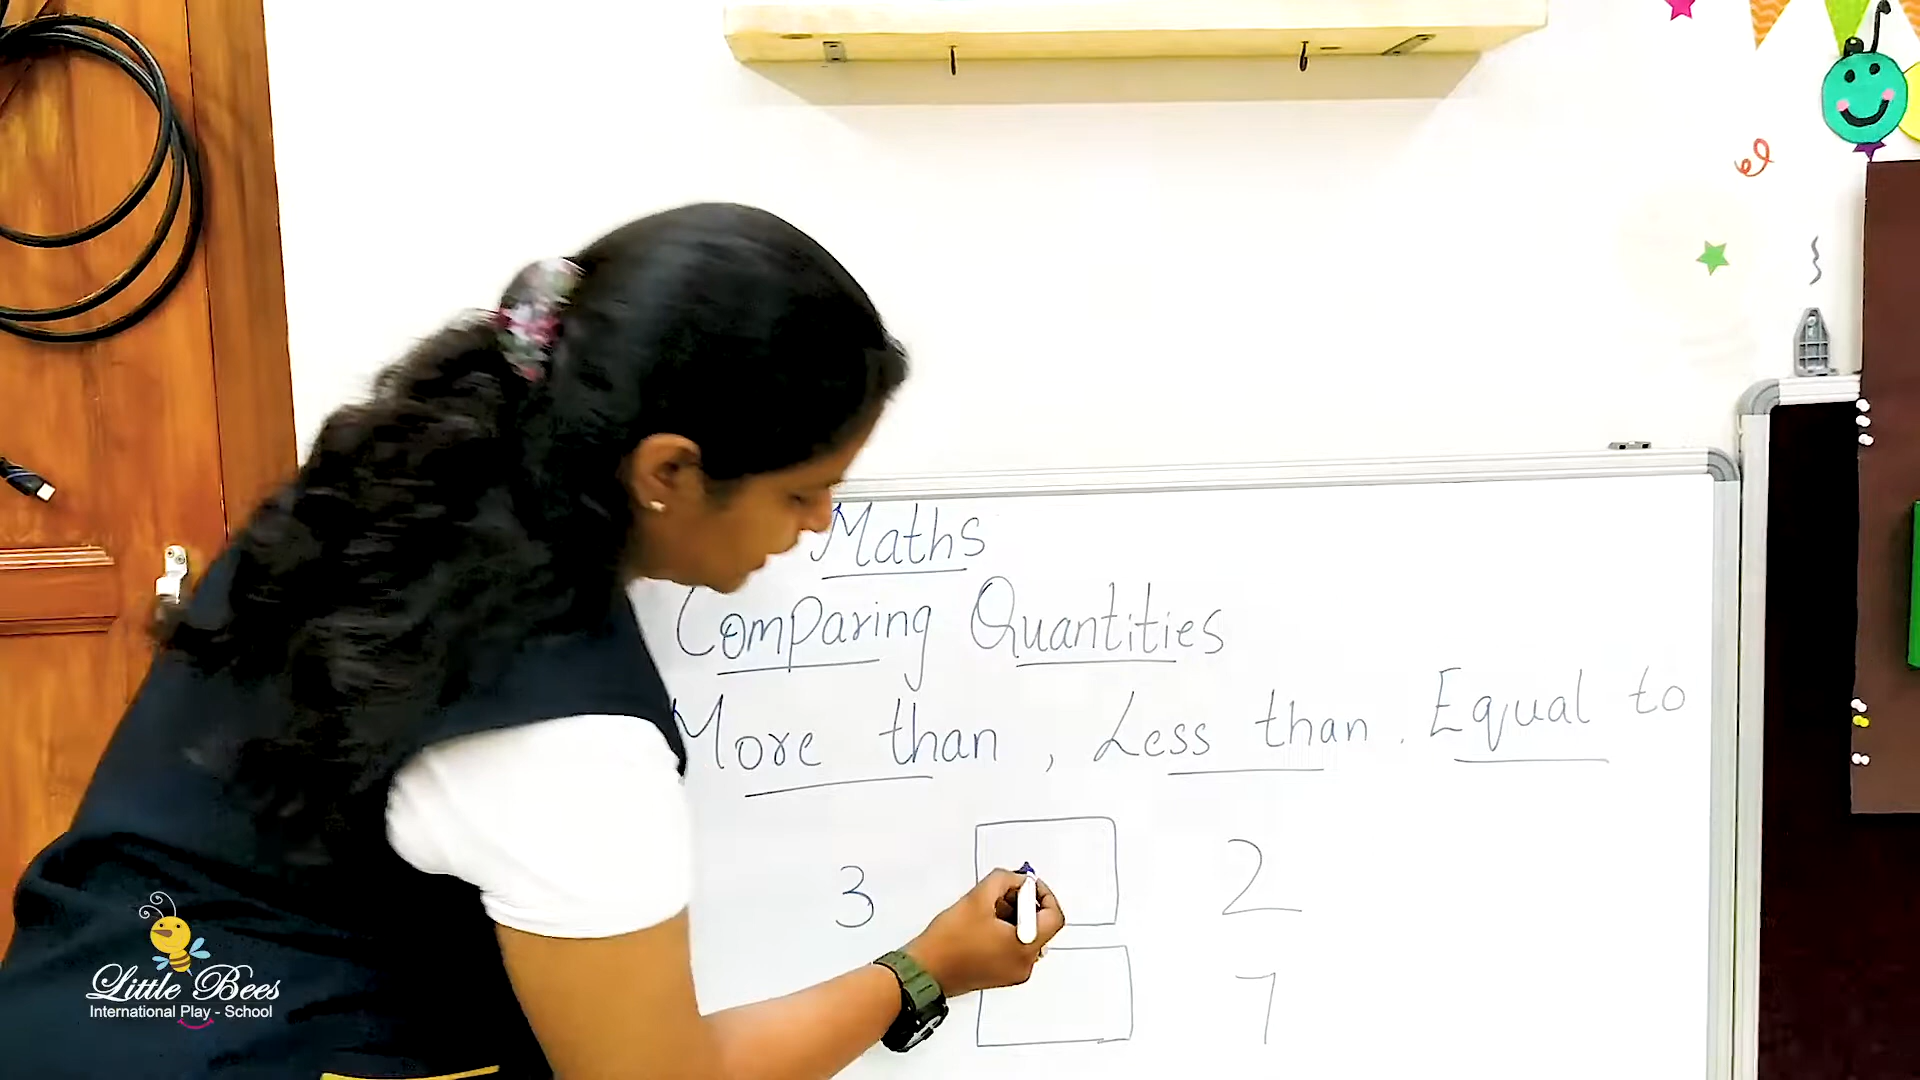 Maths
Comparing Quantities
More than, Less than. Equal to
3 2
7
Little Bees
International Play - School